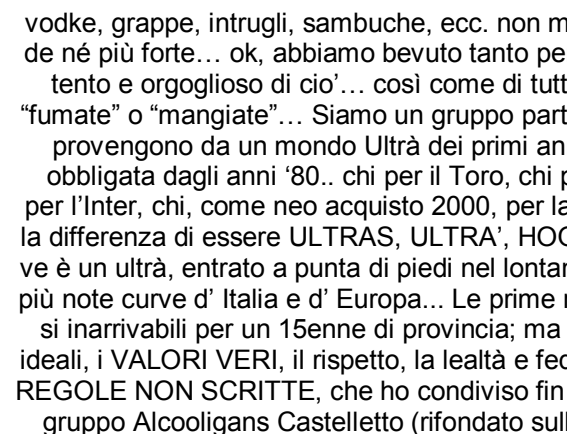 vodke, grappe, intrugli, sambuche, ecc. non m
de né più forte… ok, abbiamo bevuto tanto pe
tento e orgoglioso di cio’… così come di tutt
“fumate” o “mangiate”… Siamo un gruppo part
provengono da un mondo Ultrà dei primi an
obbligata dagli anni ‘80.. chi per il Toro, chi p
per l’Inter, chi, come neo acquisto 2000, per la
la differenza di essere ULTRAS, ULTRA’, HOO
ve è un ultrà, entrato a punta di piedi nel lontan
più note curve d’ Italia e d’ Europa... Le prime
si inarrivabili per un 15enne di provincia; ma
ideali, i VALORI VERI, il rispetto, la lealtà e fed
REGOLE NON SCRITTE, che ho condiviso fin
gruppo Alcooligans Castelletto (rifondato sull